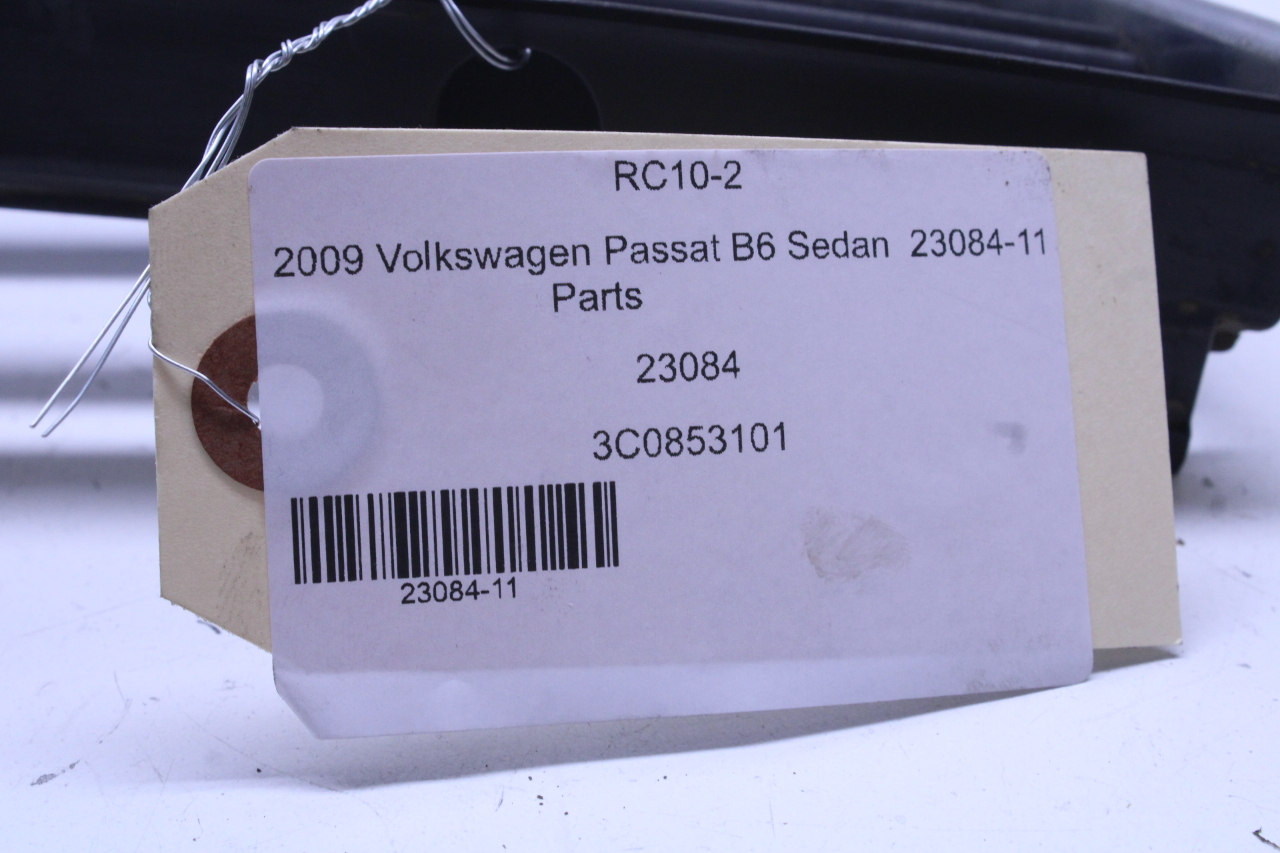 RC10-2
2009 Volkswagen Passat B6 Sedan 23084-11
Parts
23084
3C0853101
23084-11